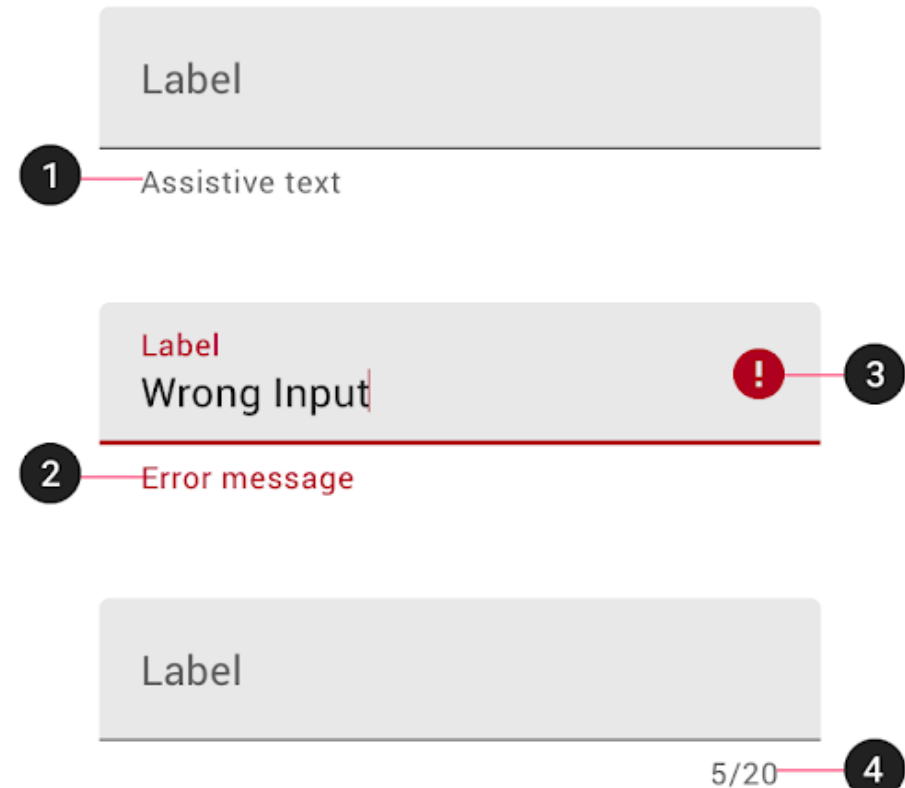 Label
1 Assistive text
Label
Wrong Input
! 3
2 Error message
Label
5/20 4